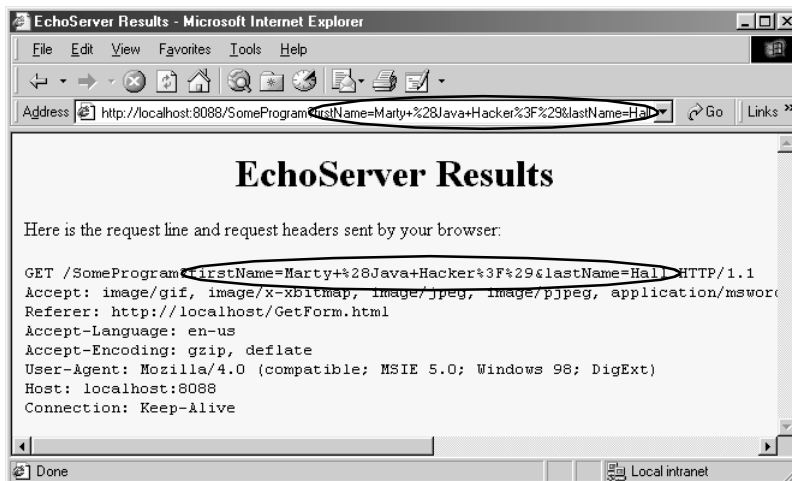 EchoServer Results - Microsoft Internet Explorer
File Edit View Favorites Tools Help
Address http://localhost:8088/SomeProgram?firstName=Marty+%28Java+Hacker%3F%29&lastName=Hall Go Links »
EchoServer Results
Here is the request line and request headers sent by your browser:
GET /SomeProgram?firstName=Marty+%28Java+Hacker%3F%29&lastName=Hall HTTP/1.1
Accept: image/gif, image/x-xbitmap, image/jpeg, image/pjpeg, application/msword
Referer: http://localhost/GetForm.html
Accept-Language: en-us
Accept-Encoding: gzip, deflate
User-Agent: Mozilla/4.0 (compatible; MSIE 5.0; Windows 98; DigExt)
Host: localhost:8088
Connection: Keep-Alive
Done Local intranet